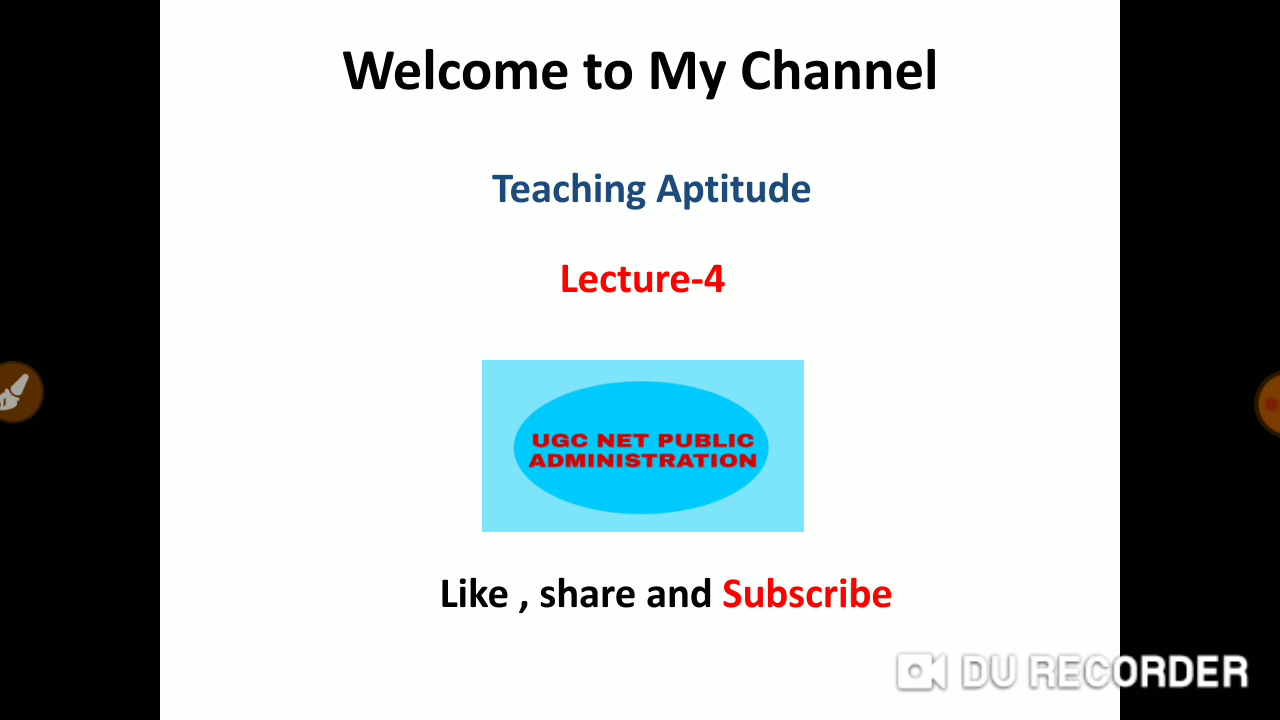 Welcome to My Channel
Teaching Aptitude
Lecture-4
UGC NET PUBLIC
ADMINISTRATION
Like , share and Subscribe
DU RECORDER